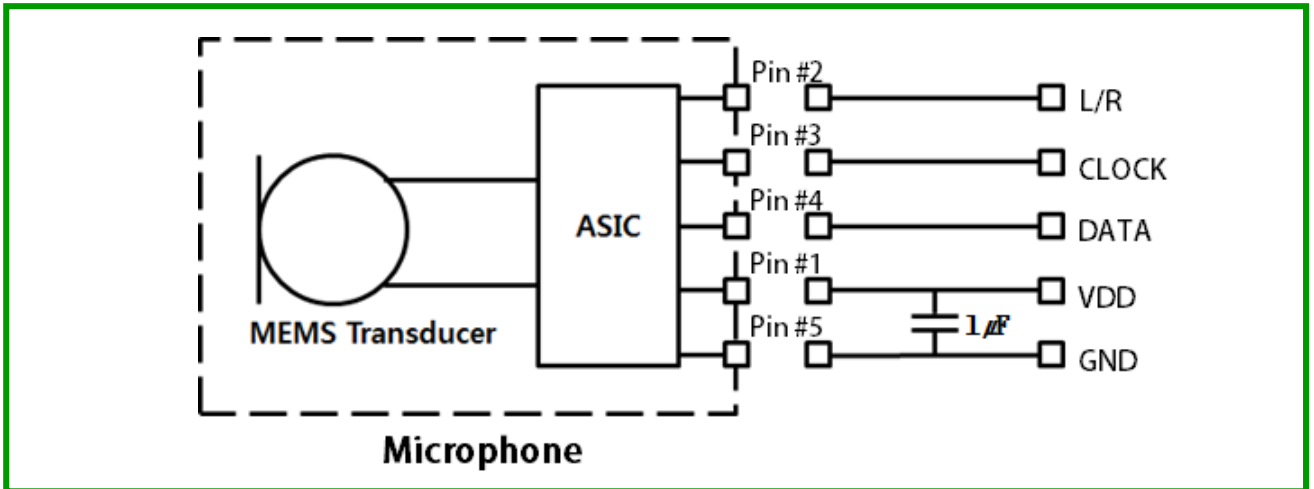 Pin #2
L/R
Pin #3
CLOCK
Pin #4
ASIC
DATA
Pin #1
VDD
MEMS Transducer
Pin #5
1㎌
GND
Microphone